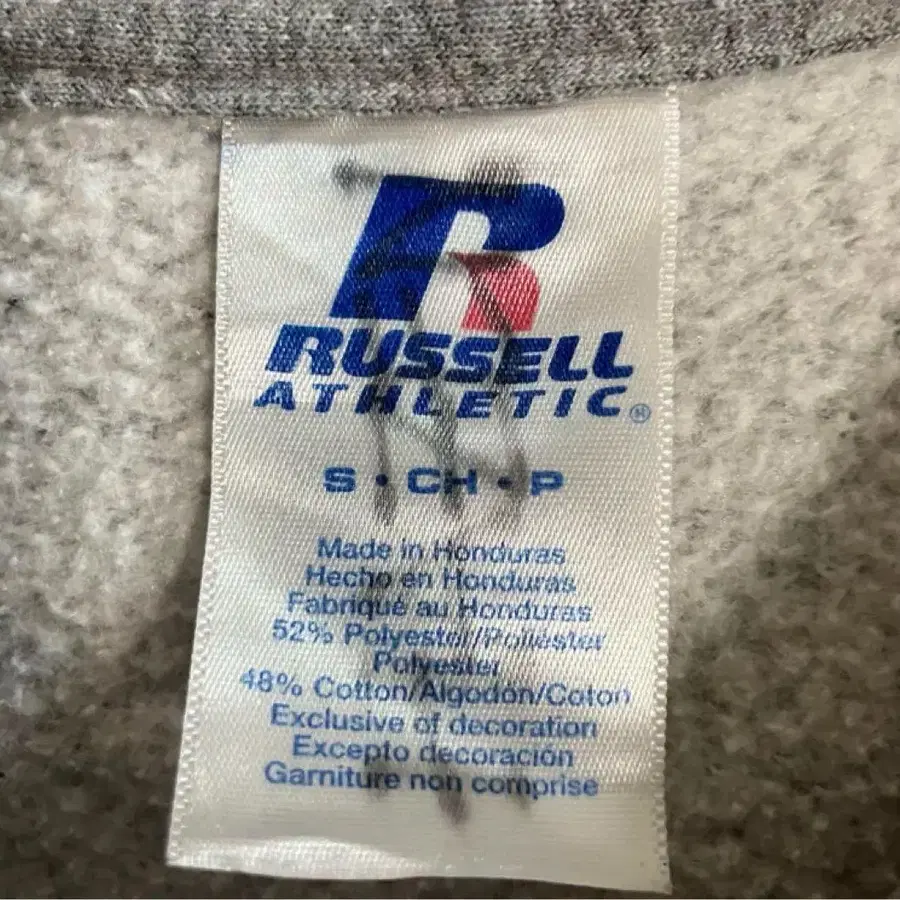 R
RUSSELL
ATHLETIC®
S • CH • P
Made in Honduras
Hecho en Honduras
Fabriqué au Honduras
52% Polyester/Poliéster
Polyester
48% Cotton/Algodón/Coton
Exclusive of decoration
Excepto decoración
Garniture non comprise